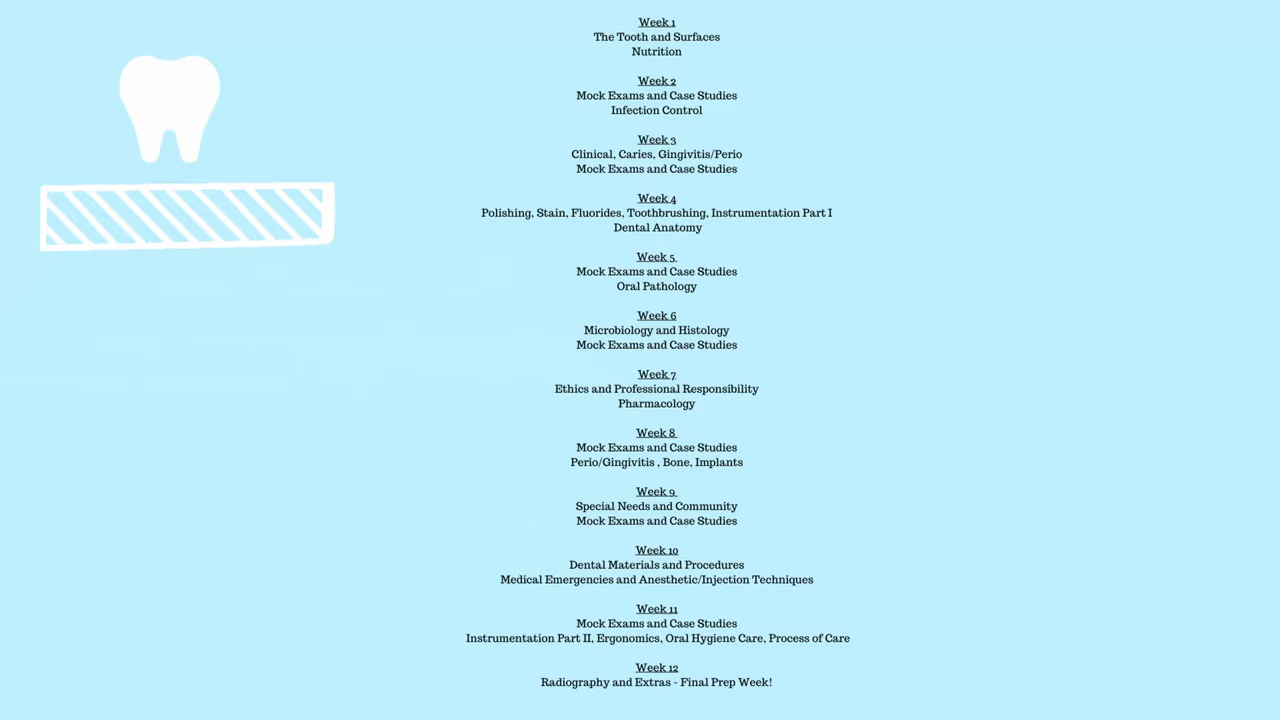 Week 1
The Tooth and Surfaces
Nutrition
Week 2
Mock Exams and Case Studies
Infection Control
Week 3
Clinical, Caries, Gingivitis/Perio
Mock Exams and Case Studies
Week 4
Polishing, Stain, Fluorides, Toothbrushing, Instrumentation Part I
Dental Anatomy
Week 5
Mock Exams and Case Studies
Oral Pathology
Week 6
Microbiology and Histology
Mock Exams and Case Studies
Week 7
Ethics and Professional Responsibility
Pharmacology
Week 8
Mock Exams and Case Studies
Perio/Gingivitis , Bone, Implants
Week 9
Special Needs and Community
Mock Exams and Case Studies
Week 10
Dental Materials and Procedures
Medical Emergencies and Anesthetic/Injection Techniques
Week 11
Mock Exams and Case Studies
Instrumentation Part II, Ergonomics, Oral Hygiene Care, Process of Care
Week 12
Radiography and Extras - Final Prep Week!